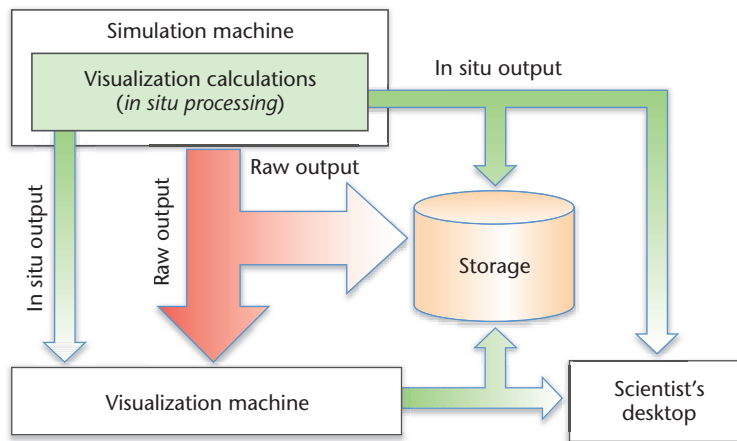 Simulation machine
Visualization calculations
(in situ processing)
In situ output
Raw output
In situ output
Raw output
Storage
Visualization machine
Scientist's
desktop